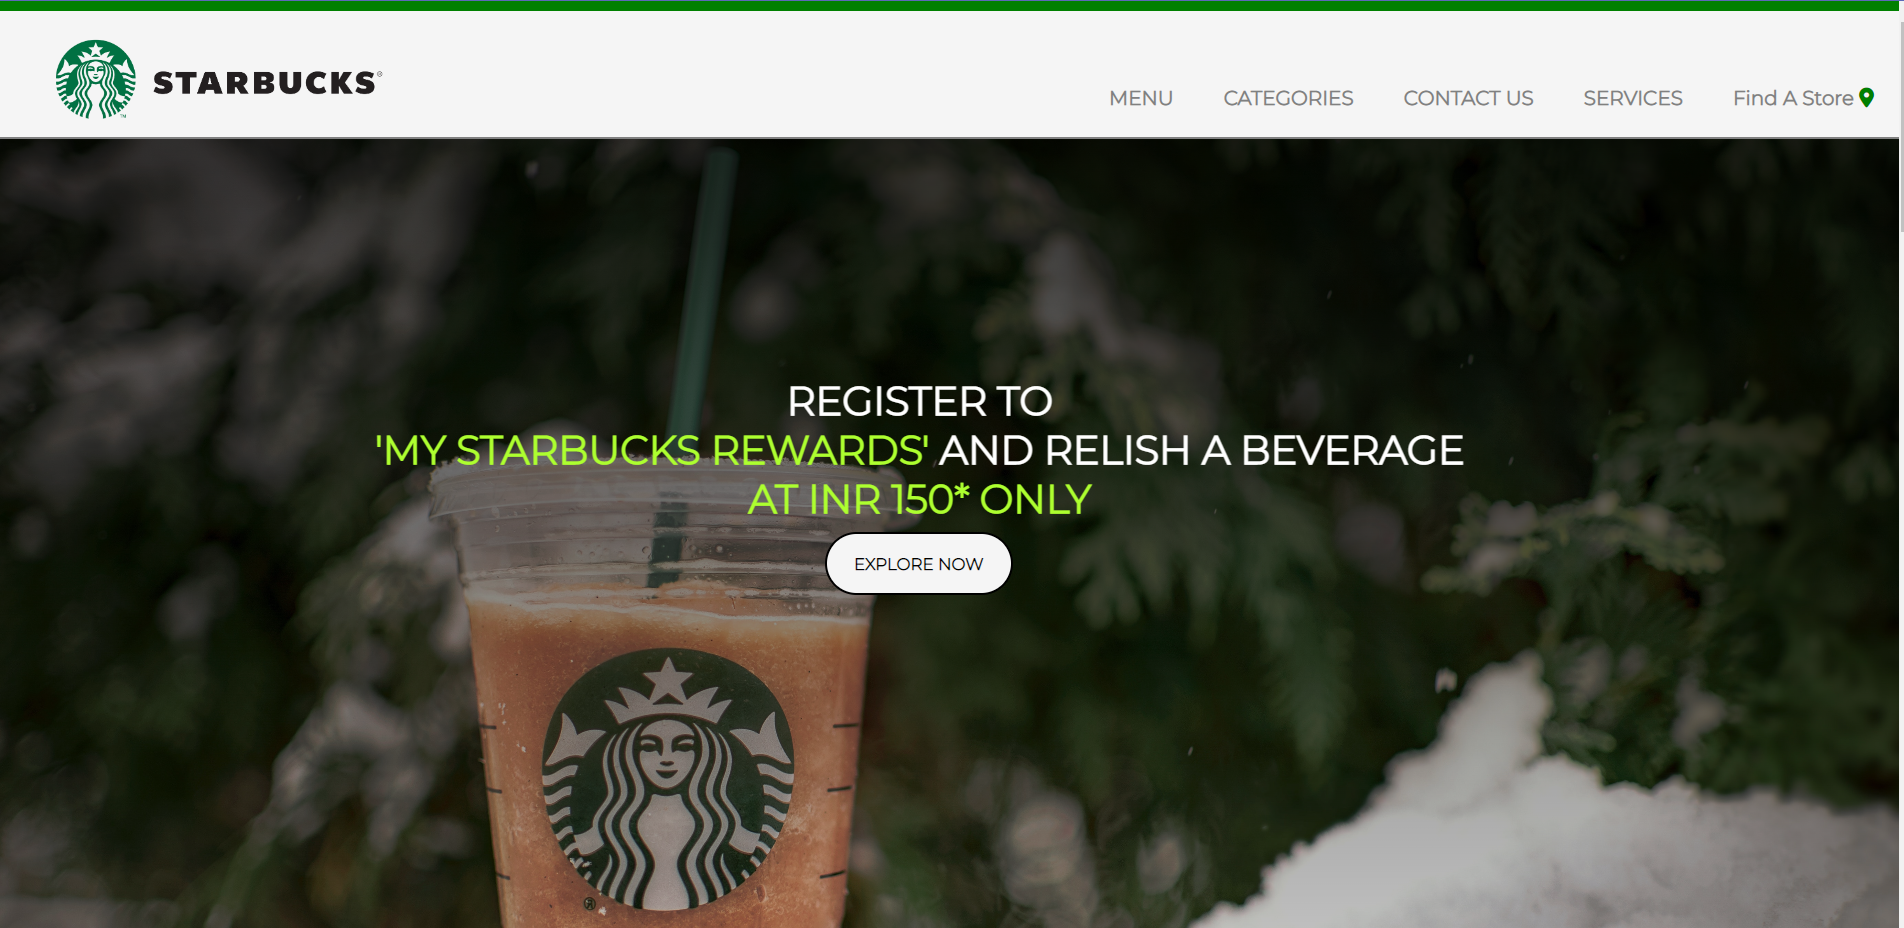 STARBUCKS®
TM
MENU CATEGORIES CONTACT US SERVICES Find A Store
REGISTER TO
'MY STARBUCKS REWARDS' AND RELISH A BEVERAGE
AT INR 150* ONLY
EXPLORE NOW
®